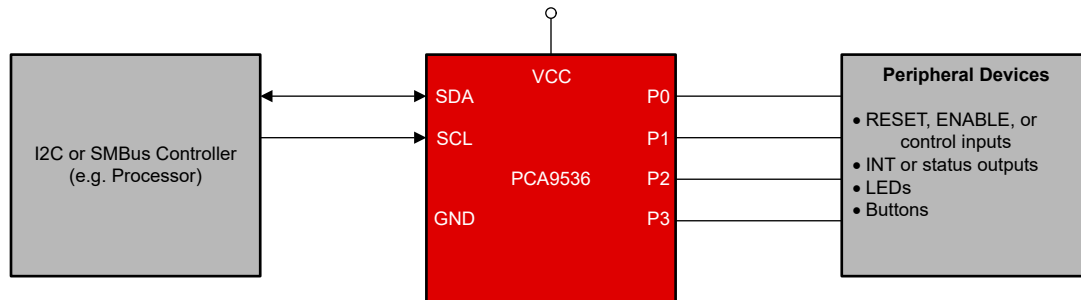 I2C or SMBus Controller
(e.g. Processor)
VCC
SDA
SCL
GND
PCA9536
P0
P1
P2
P3
Peripheral Devices
• RESET, ENABLE, or
control inputs
• INT or status outputs
• LEDs
• Buttons